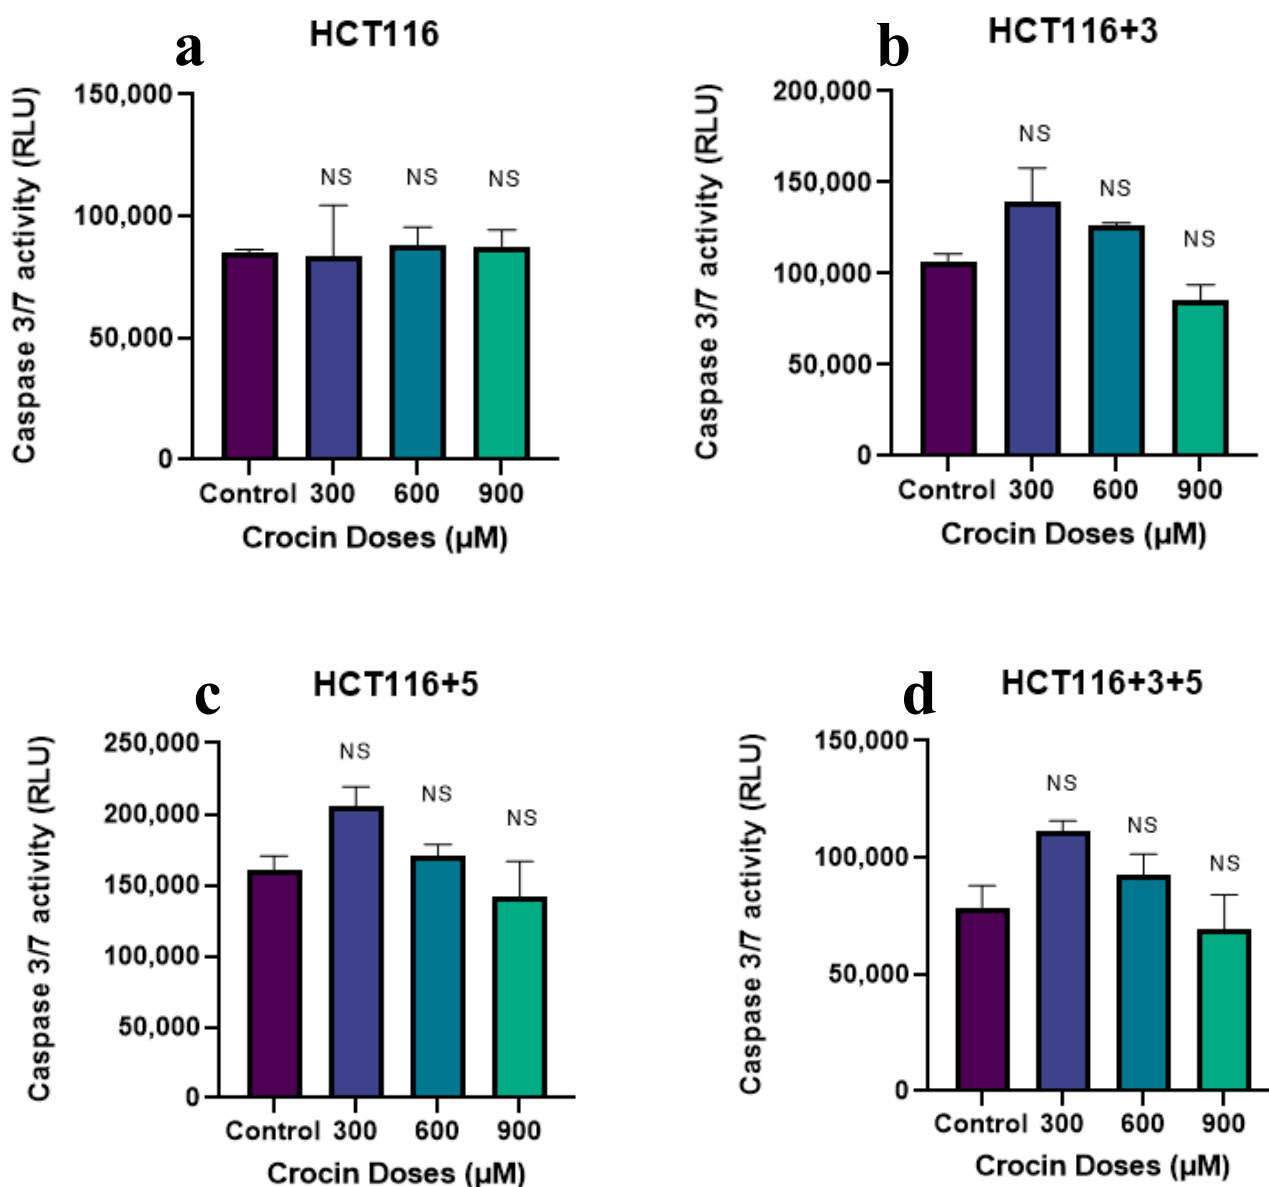 a
HCT116
Caspase 3/7 activity (RLU)
150,000
100,000
50,000
0
NS
NS
NS
Control 300 600 900
Crocin Doses (µM)
b
HCT116+3
Caspase 3/7 activity (RLU)
200,000
150,000
100,000
50,000
0
NS
NS
NS
Control 300 600 900
Crocin Doses (µM)
c
HCT116+5
Caspase 3/7 activity (RLU)
250,000
200,000
150,000
100,000
50,000
0
NS
NS
NS
Control 300 600 900
Crocin Doses (µM)
d
HCT116+3+5
Caspase 3/7 activity (RLU)
150,000
100,000
50,000
0
NS
NS
NS
Control 300 600 900
Crocin Doses (µM)